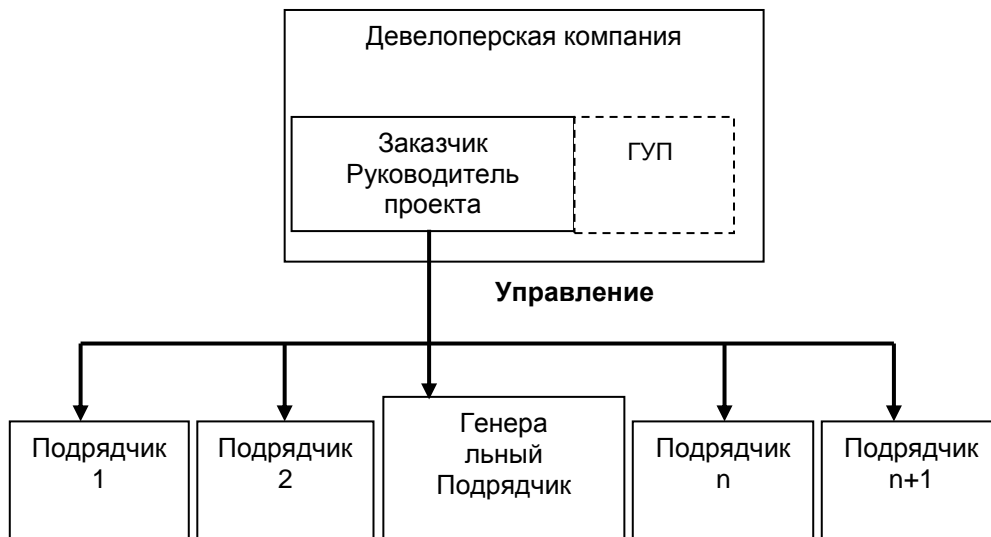 Девелоперская компания
Заказчик
Руководитель
проекта
ГУП
Управление
Подрядчик
1
Подрядчик
2
Генера
льный
Подрядчик
Подрядчик
n
Подрядчик
n+1